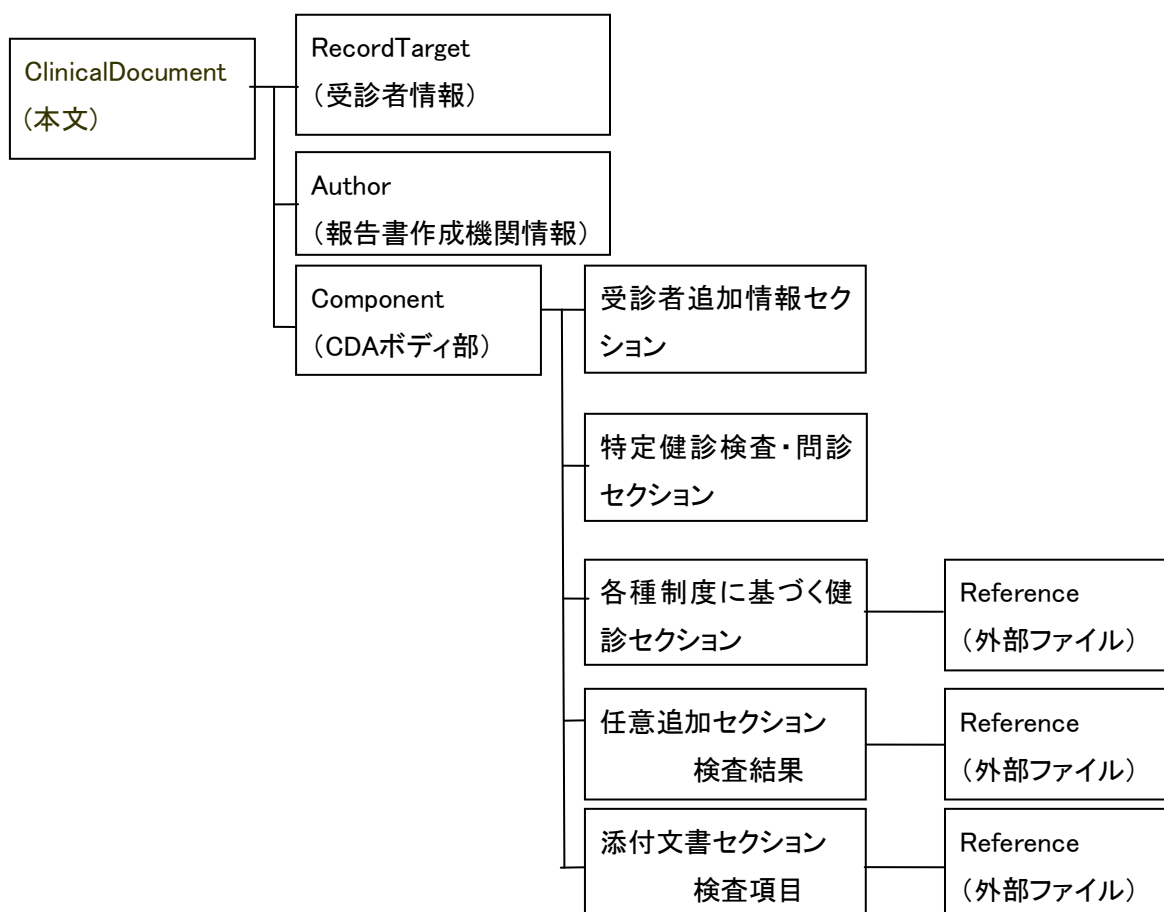 ClinicalDocument
（本文）
RecordTarget
（受診者情報）
Author
（報告書作成機関情報）
Component
（CDAボディ部）
受診者追加情報セク
ション
特定健診検査・問診
セクション
各種制度に基づく健
診セクション
Reference
（外部ファイル）
任意追加セクション
検査結果
Reference
（外部ファイル）
添付文書セクション
検査項目
Reference
（外部ファイル）